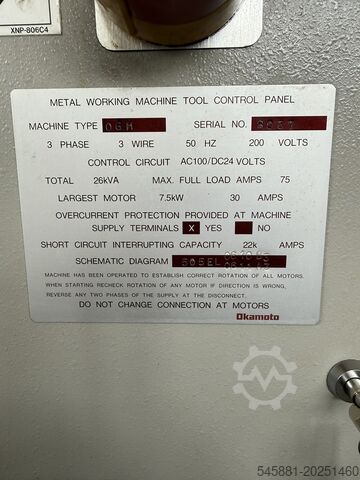 XNP-806C4
METAL WORKING MACHINE TOOL CONTROL PANEL
MACHINE TYPE OGM SERIAL NO.
3 PHASE 3 WIRE 50 HZ 200 VOLTS
CONTROL CIRCUIT AC100/DC24 VOLTS
TOTAL 26kVA MAX. FULL LOAD AMPS 75
LARGEST MOTOR 7.5kW 30 AMPS
OVERCURRENT PROTECTION PROVIDED AT MACHINE
SUPPLY TERMINALS X YES NO
SHORT CIRCUIT INTERRUPTING CAPACITY 22k AMPS
SCHEMATIC DIAGRAM
MACHINE HAS BEEN OPERATED TO ESTABLISH CORRECT ROTATION OF ALL MOTORS.
WHEN STARTING RECHECK ROTATION OF ANY MOTOR IF DIRECTION IS WRONG,
REVERSE ANY TWO PHASES OF THE SUPPLY AT THE DISCONNECT.
DO NOT CHANGE CONNECTION AT MOTORS
Okamoto
545881-20251460